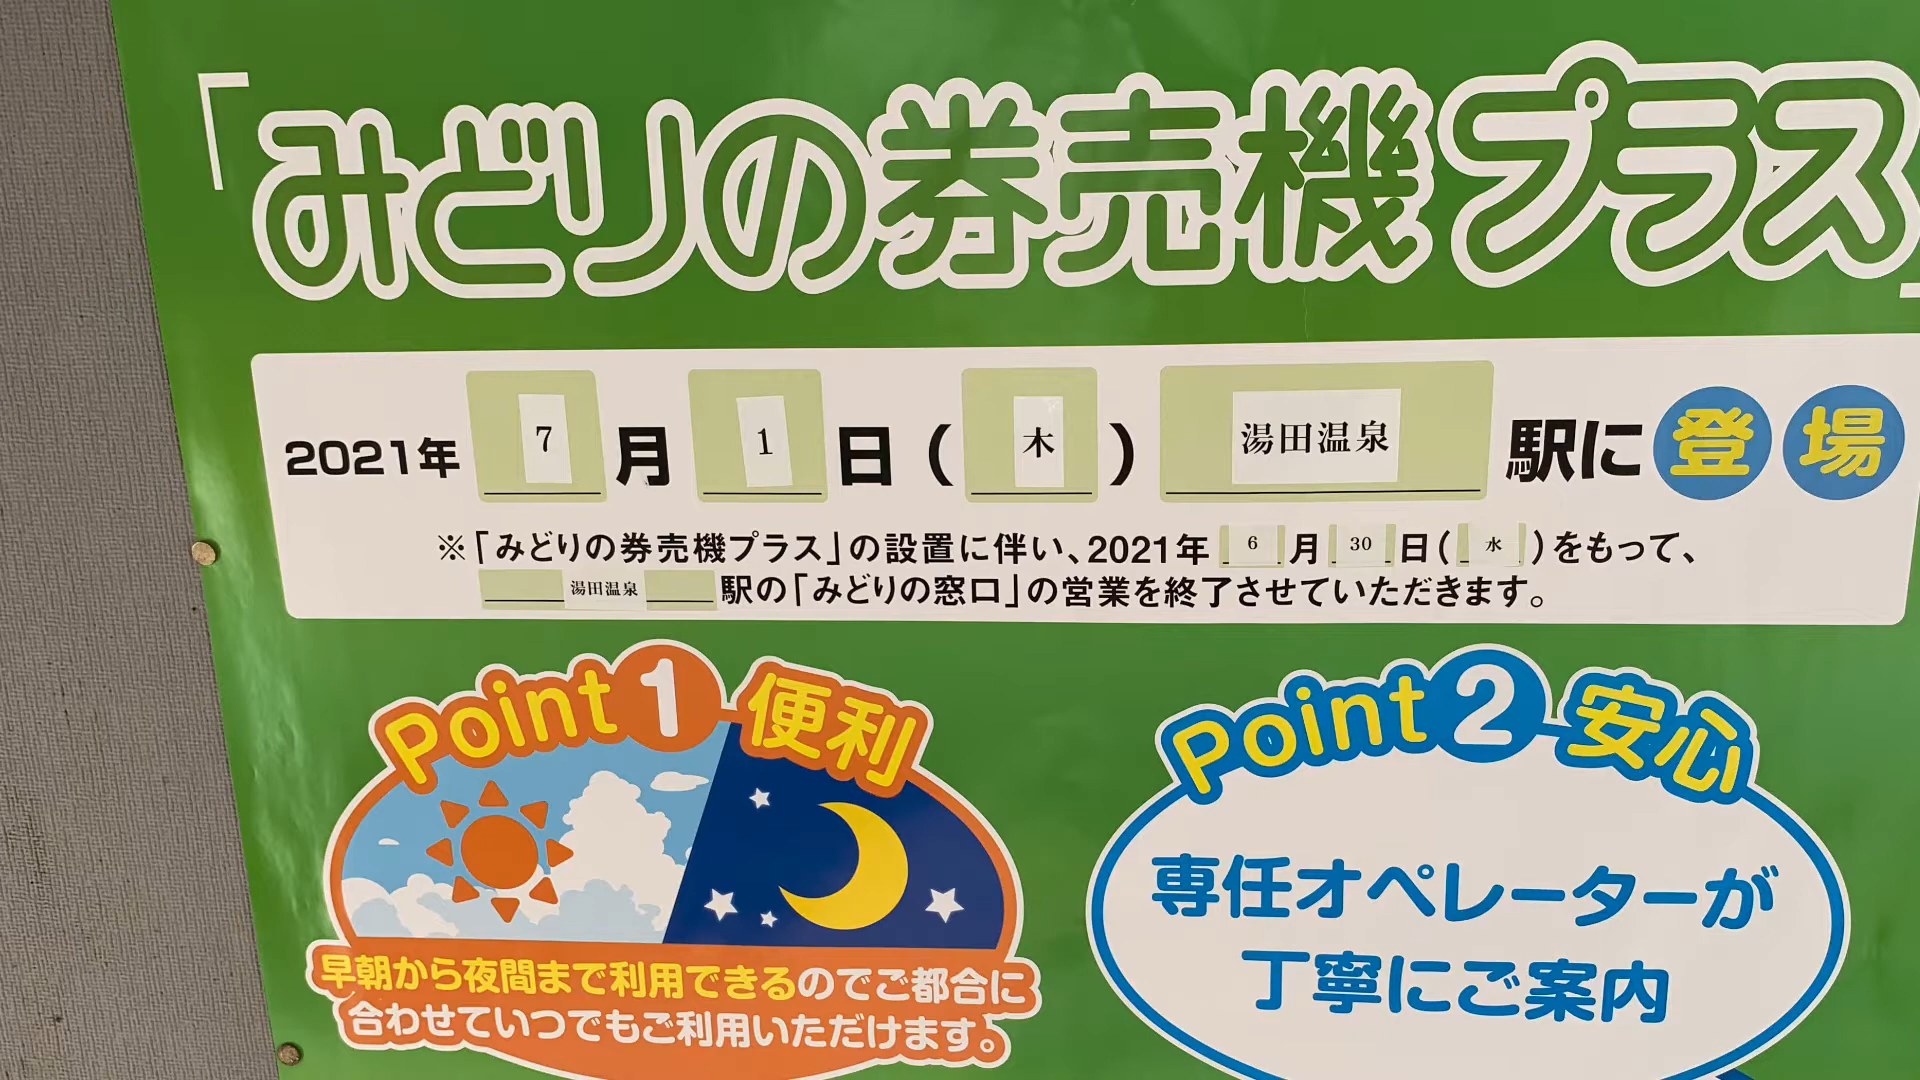 「みどりの券売機プラス」
2021年 7 月 1 日(木) 湯田温泉 駅に登場
※「みどりの券売機プラス」の設置に伴い、2021年 6 月 30 日(水)をもって、
湯田温泉 駅の「みどりの窓口」の営業を終了させていただきます。
Point 1 便利
早朝から夜間まで利用できるのでご都合に
合わせていつでもご利用いただけます。
Point 2 安心
専任オペレーターが
丁寧にご案内